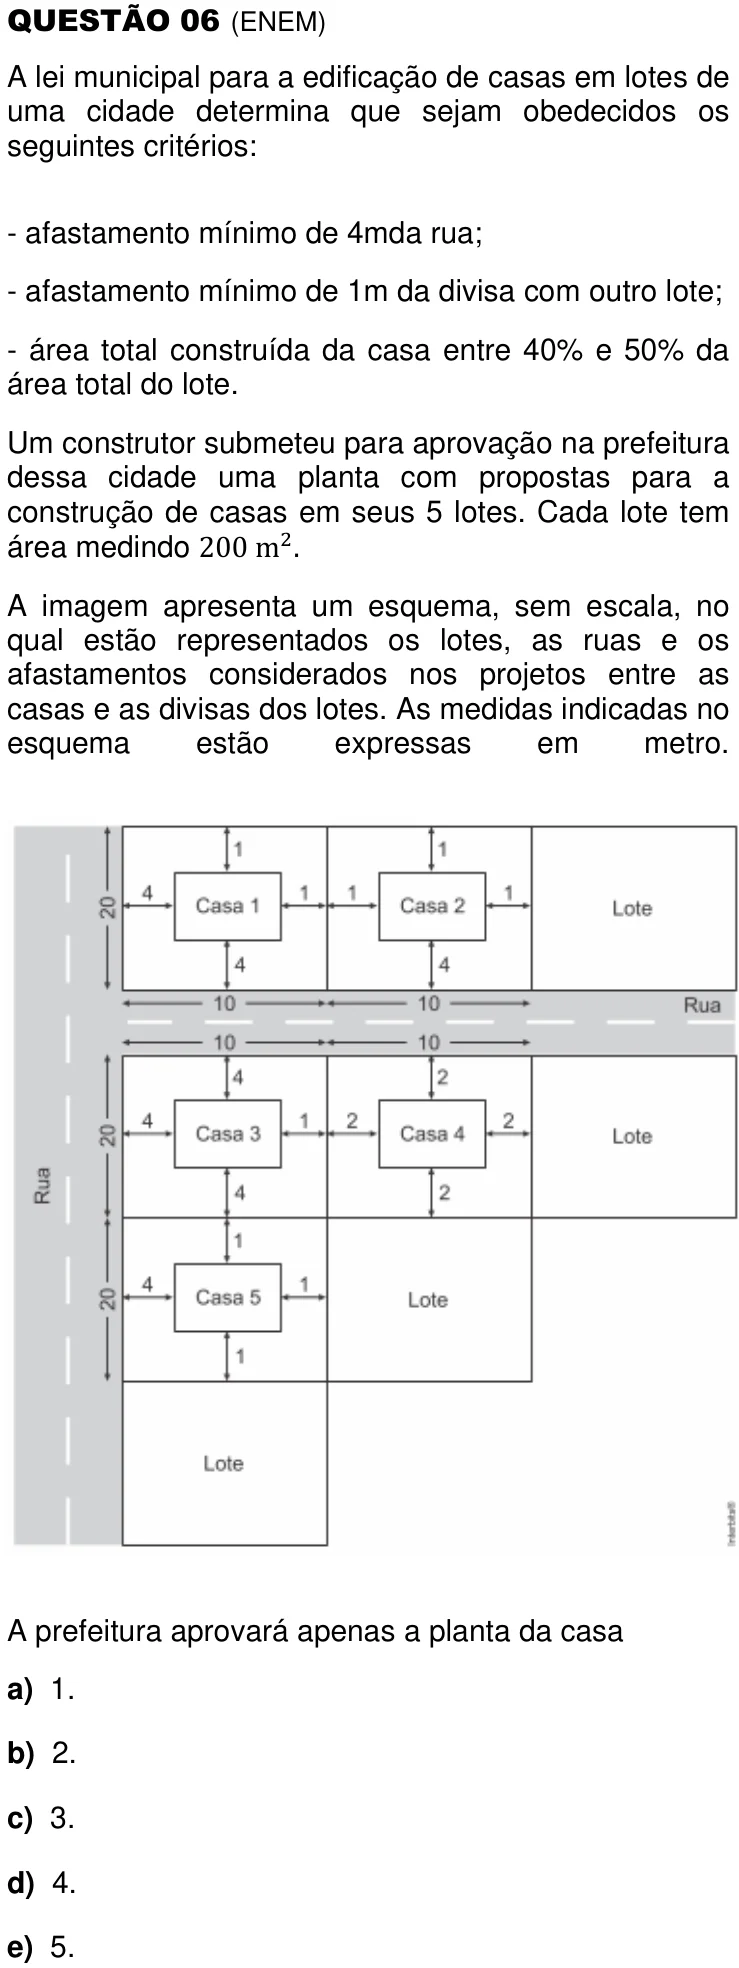 QUESTÃO 06 (ENEM)
A lei municipal para a edificação de casas em lotes de
uma cidade determina que sejam obedecidos os
seguintes critérios:
- afastamento mínimo de 4mda rua;
- afastamento mínimo de 1m da divisa com outro lote;
- área total construída da casa entre 40% e 50% da
área total do lote.
Um construtor submeteu para aprovação na prefeitura
dessa cidade uma planta com propostas para a
construção de casas em seus 5 lotes. Cada lote tem
área medindo 200 m².
A imagem apresenta um esquema, sem escala, no
qual estão representados os lotes, as ruas e os
afastamentos considerados nos projetos entre as
casas e as divisas dos lotes. As medidas indicadas no
esquema estão expressas em metro.
1 1
4 Casa 1 1 1 Casa 2 1 Lote
20
4 4
10 10 Rua
10 10
4 2
4 Casa 3 1 2 Casa 4 2 Lote
20
4 2
Rua
1
4 Casa 5 1 Lote
20
1
Lote
Interbits®
A prefeitura aprovará apenas a planta da casa
a) 1.
b) 2.
c) 3.
d) 4.
e) 5.